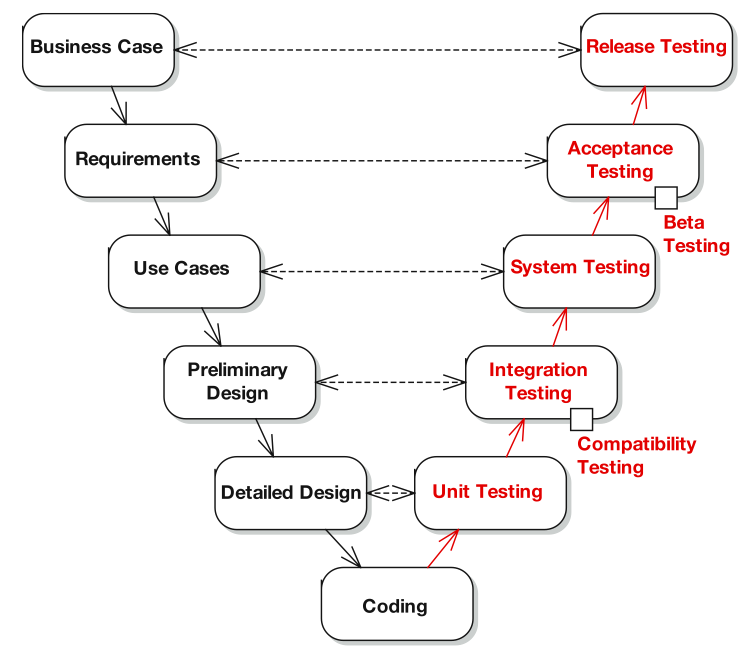 Business Case
Release Testing
Requirements
Acceptance
Testing
Beta
Testing
Use Cases
System Testing
Preliminary
Design
Integration
Testing
Compatibility
Testing
Detailed Design
Unit Testing
Coding